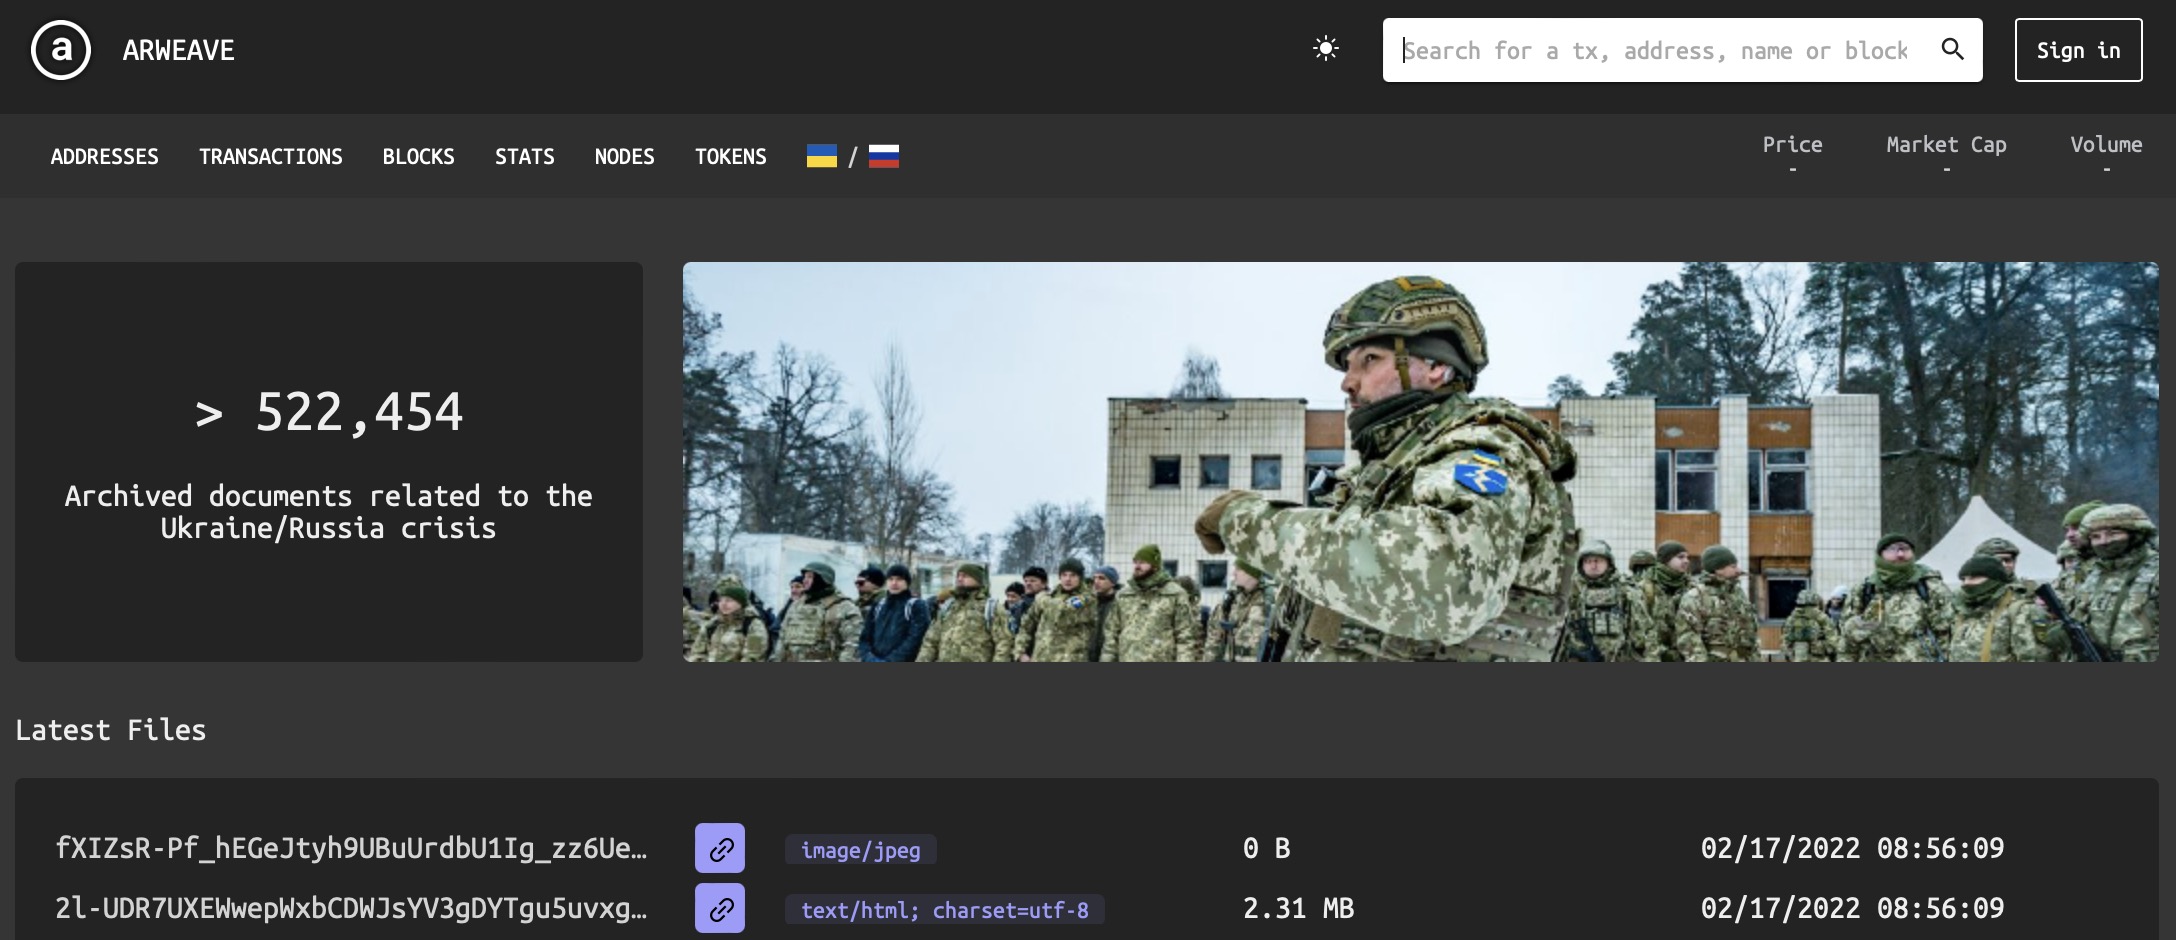 a ARWEAVE
Search for a tx, address, name or block
Sign in
ADDRESSES TRANSACTIONS BLOCKS STATS NODES TOKENS /
Price Market Cap Volume
- - -
> 522,454
Archived documents related to the
Ukraine/Russia crisis
Latest Files
fXIZsR-Pf_hEGeJtyh9UBuUrdbU1Ig_zz6Ue… image/jpeg 0 B 02/17/2022 08:56:09
2l-UDR7UXEWwepWxbCDWJsYV3gDYTgu5uvxg… text/html; charset=utf-8 2.31 MB 02/17/2022 08:56:09